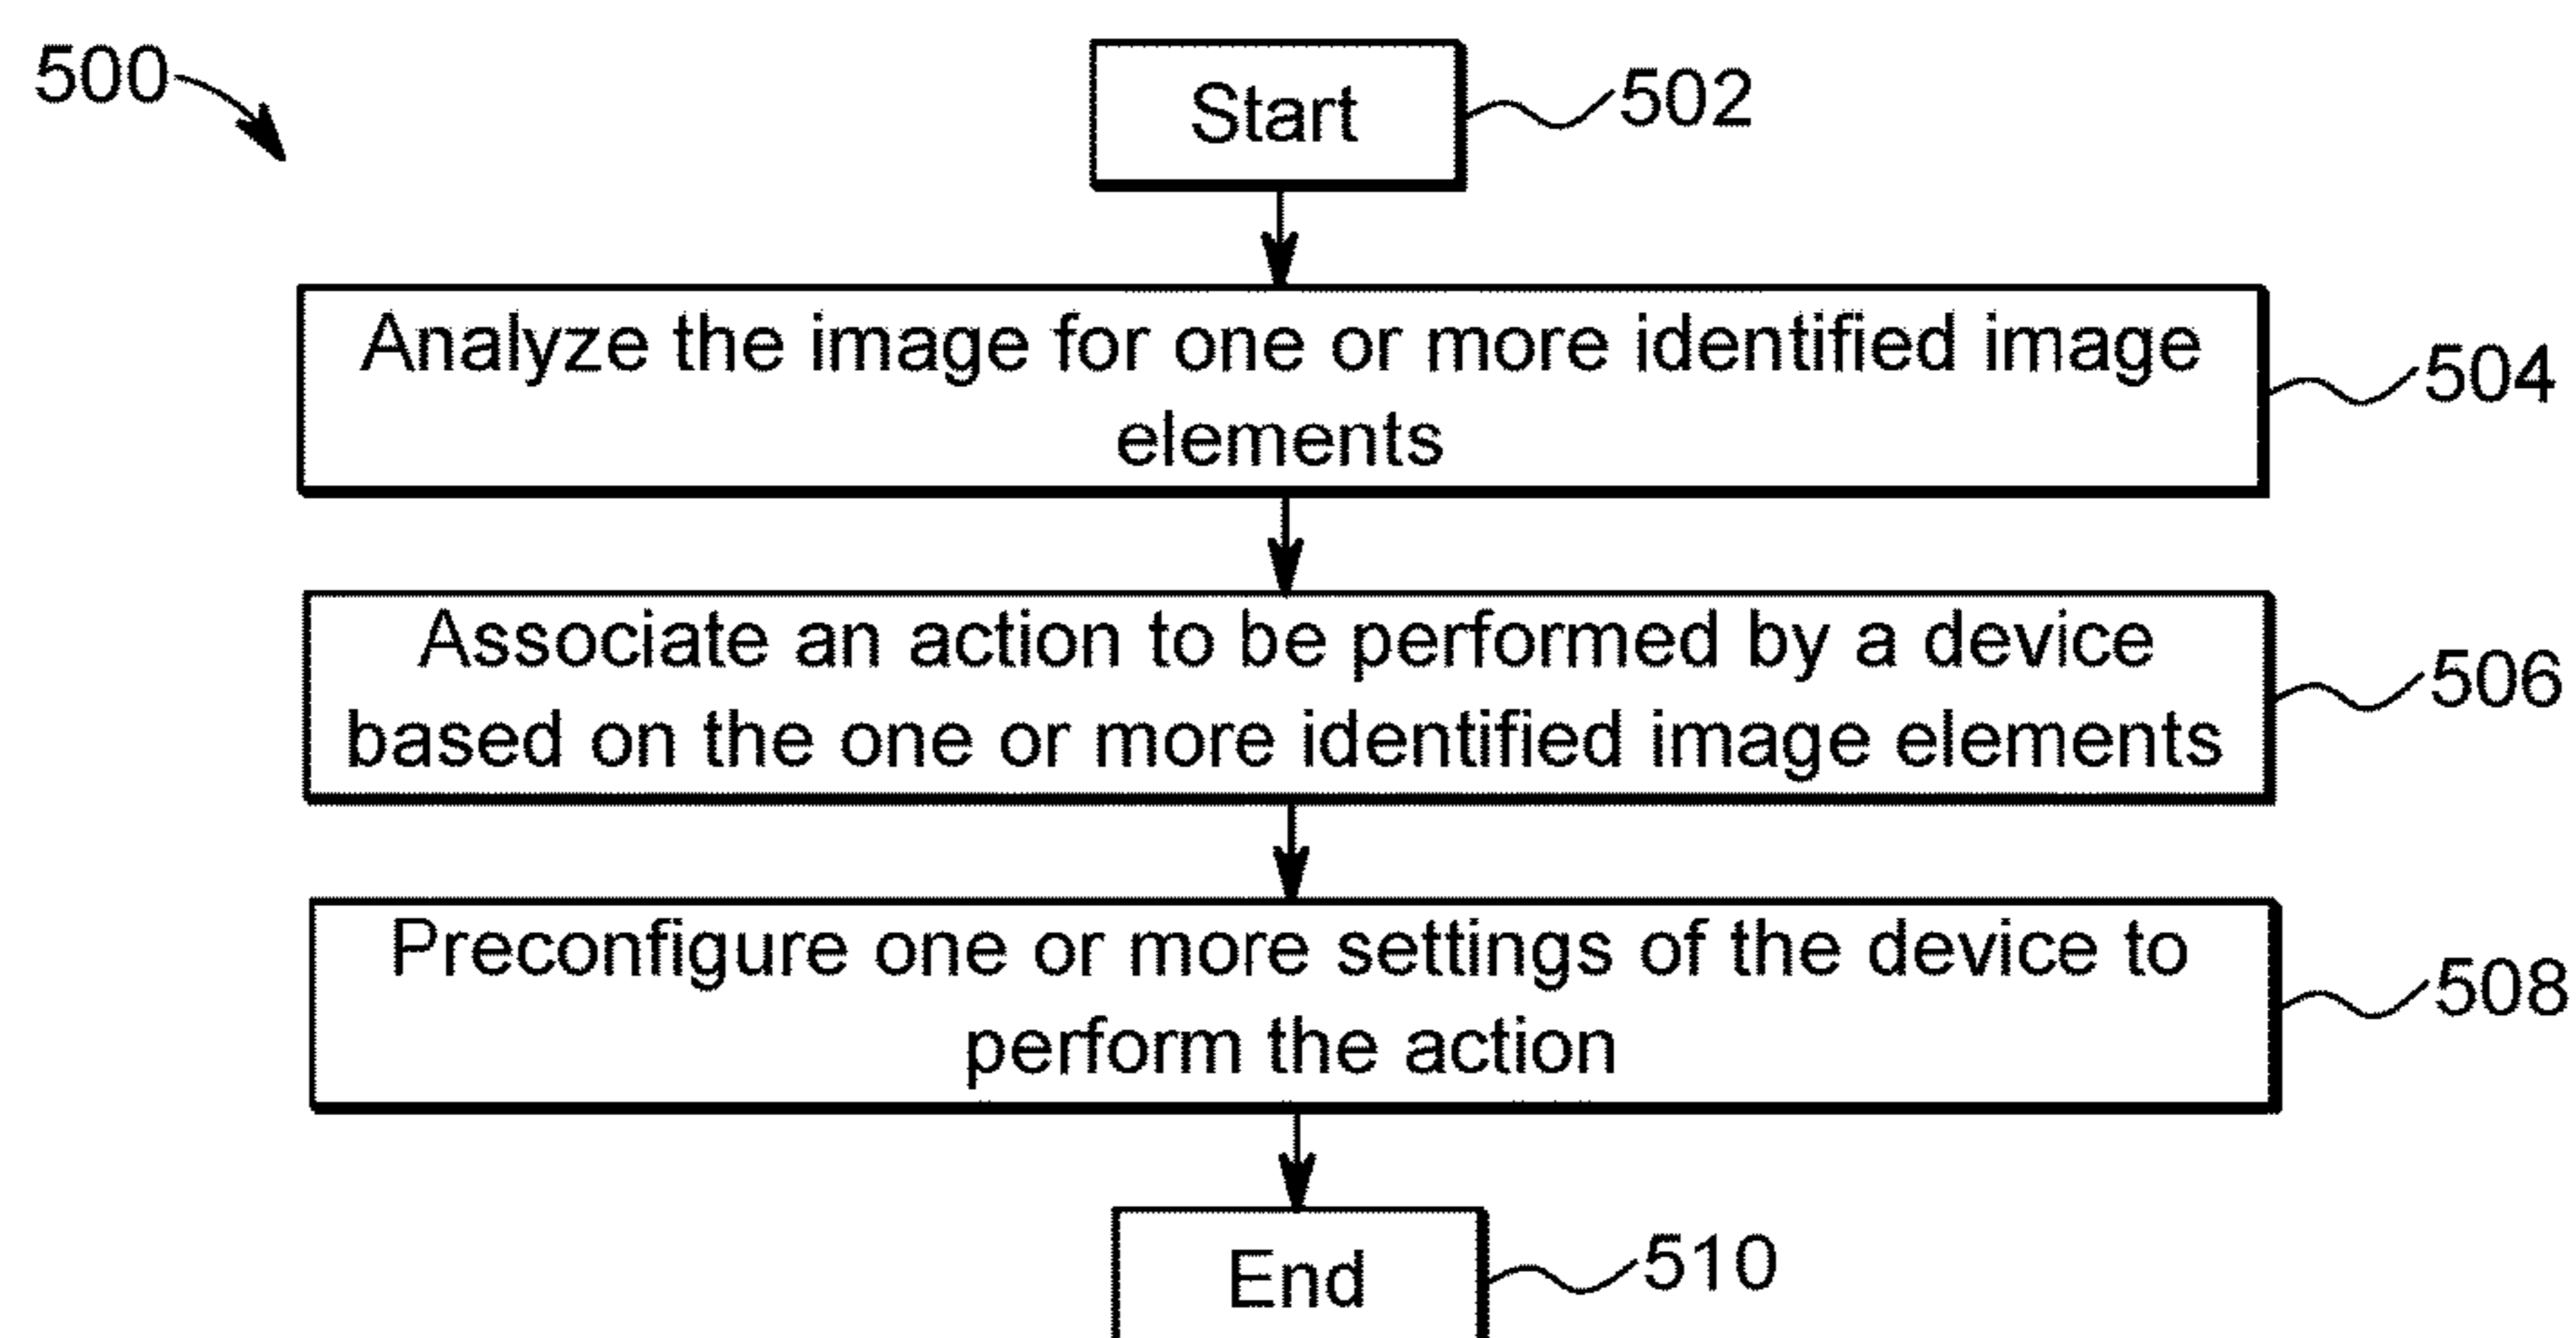 500
Start
502
Analyze the image for one or more identified image
elements
504
Associate an action to be performed by a device
based on the one or more identified image elements
506
Preconfigure one or more settings of the device to
perform the action
508
End
510